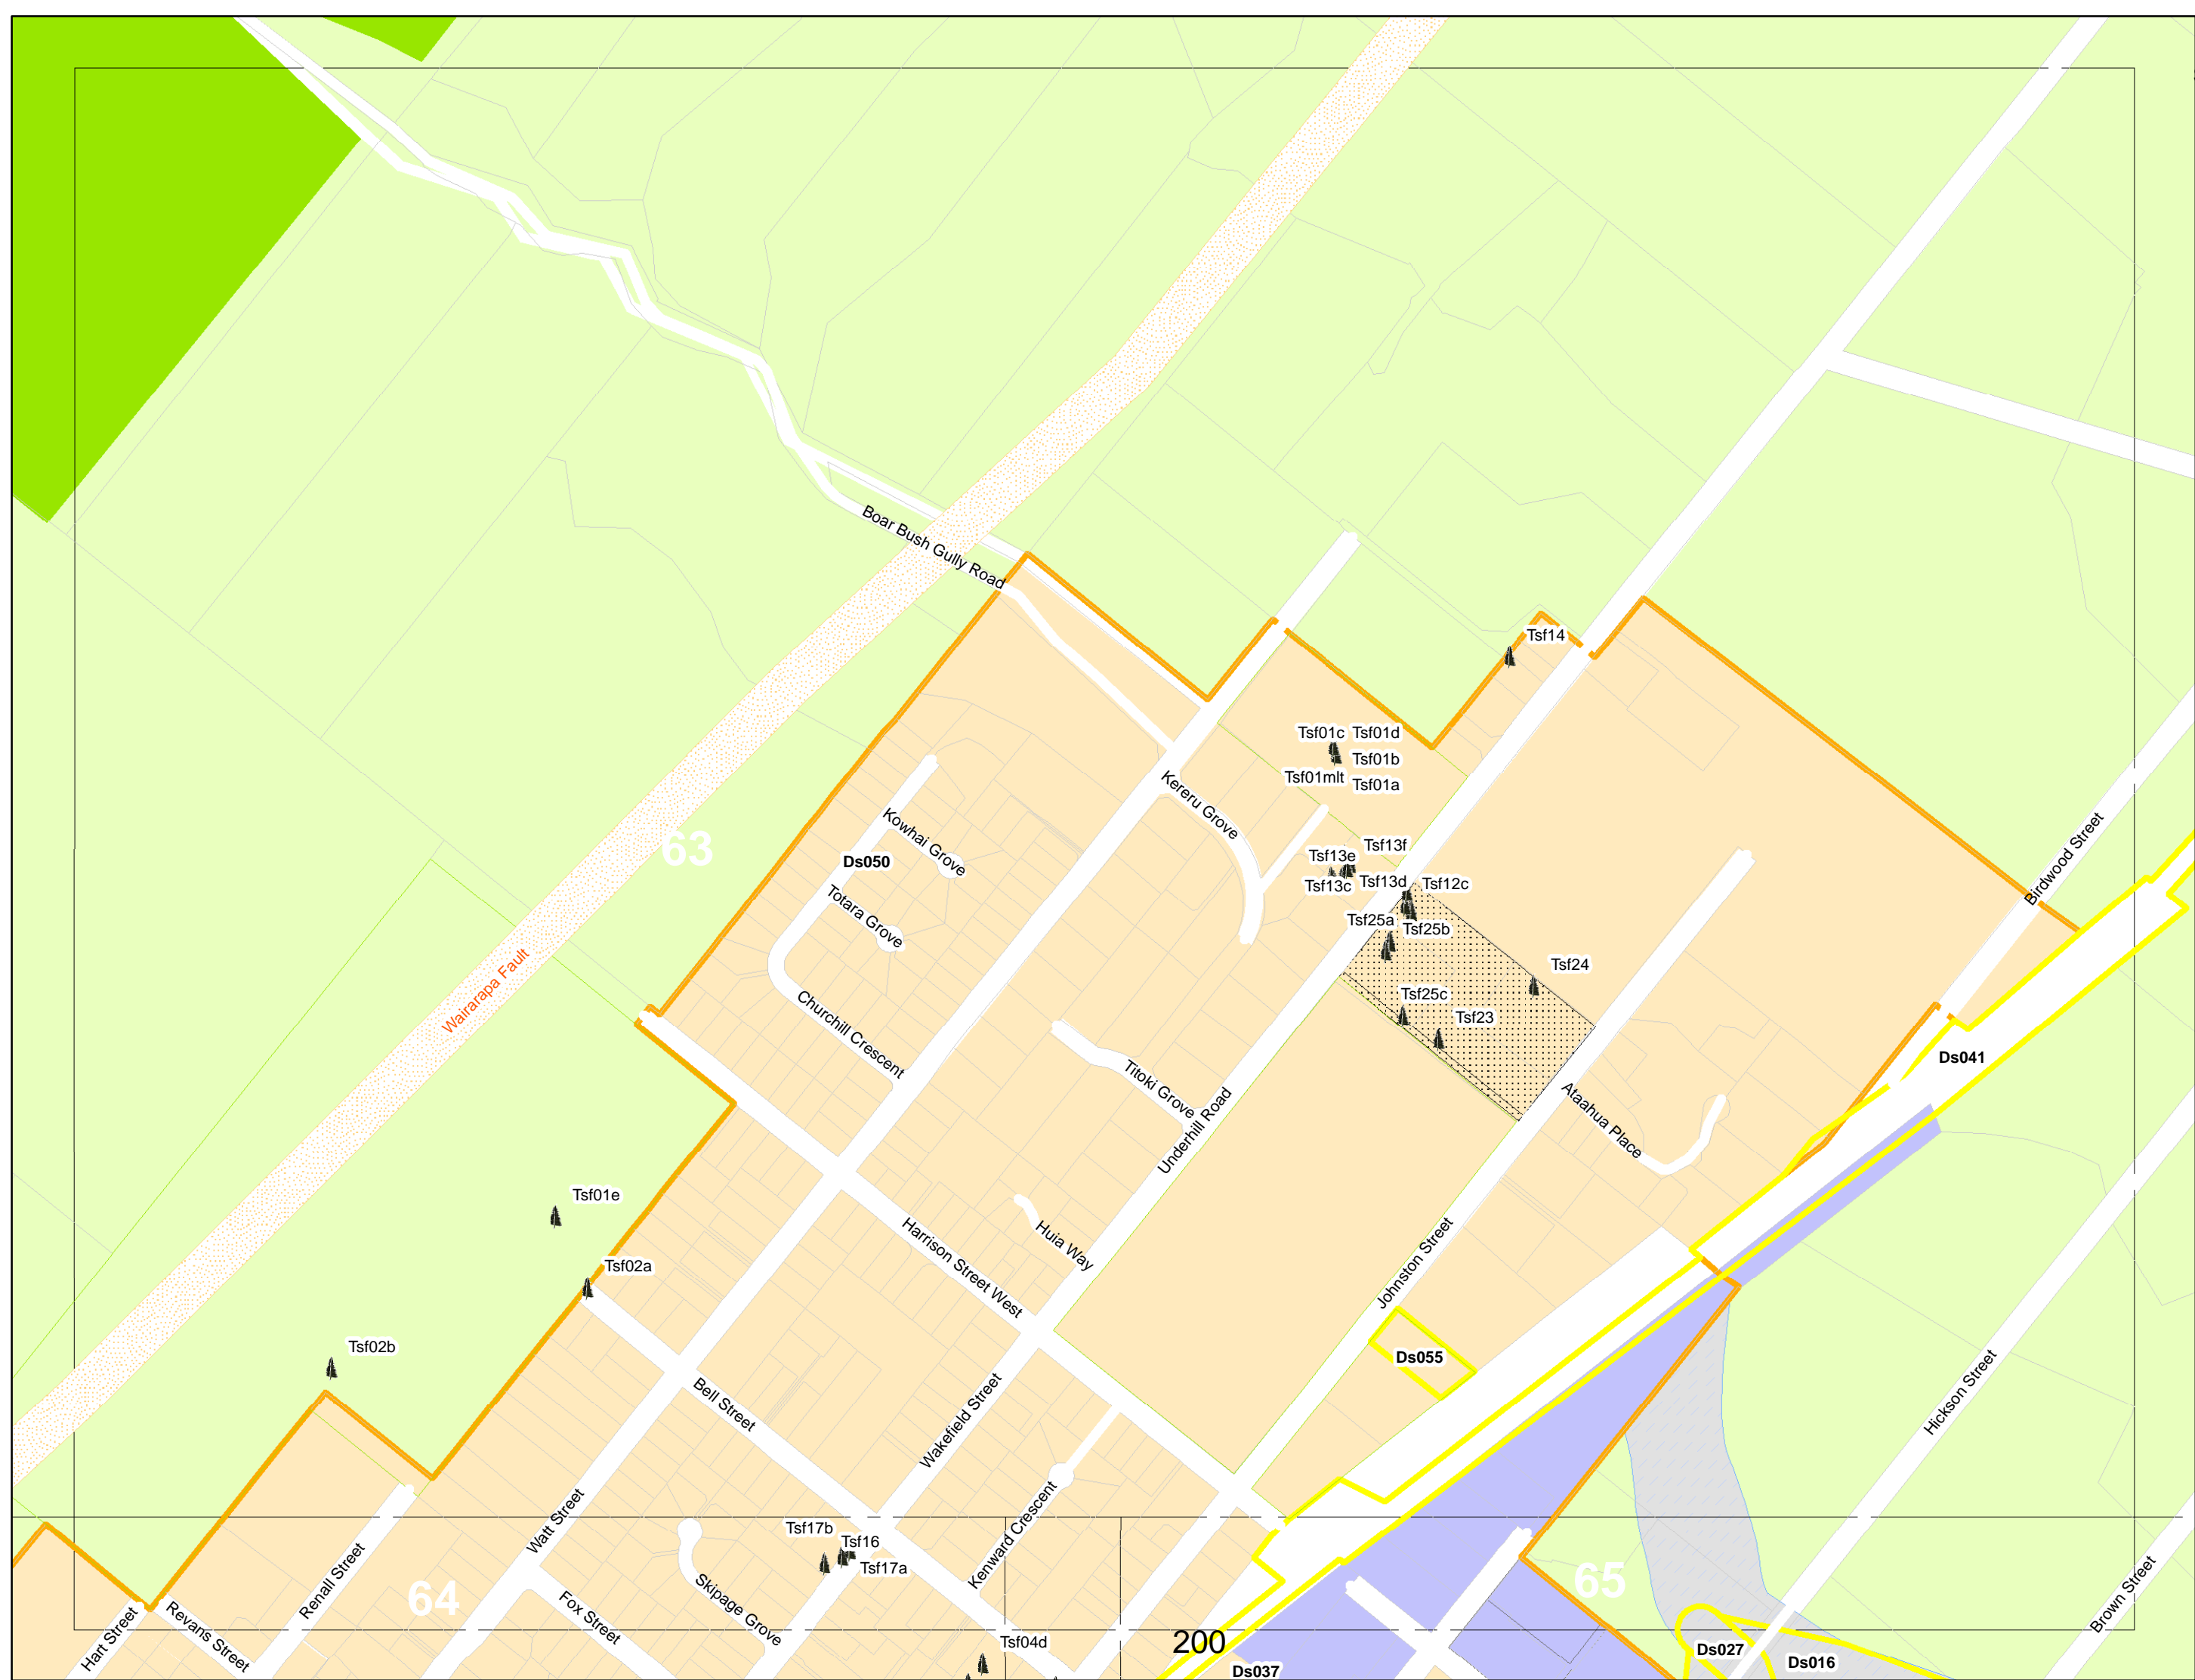 Boar Bush Gully Road
Tsf14
Tsf01c
Tsf01d
Tsf01b
Tsf01mlt
Tsf01a
Kereru Grove
63
Kowhai Grove
Ds050
Totara Grove
Birdwood Street
Tsf13f
Tsf13e
Tsf13c
Tsf13d
Tsf12c
Tsf25a
Tsf25b
Wairarapa Fault
Tsf24
Tsf25c
Tsf23
Churchill Crescent
Ds041
Titoki Grove
Underhill Road
Ataahua Place
Tsf01e
Huia Way
Harrison Street West
Tsf02a
Johnston Street
Tsf02b
Ds055
Bell Street
Wakefield Street
Hickson Street
Watt Street
Kenward Crescent
Tsf17b
Tsf16
Tsf17a
64
65
Renall Street
Skipage Grove
Fox Street
Hart Street
Revans Street
Brown Street
Tsf04d
200
Ds037
Ds027
Ds016